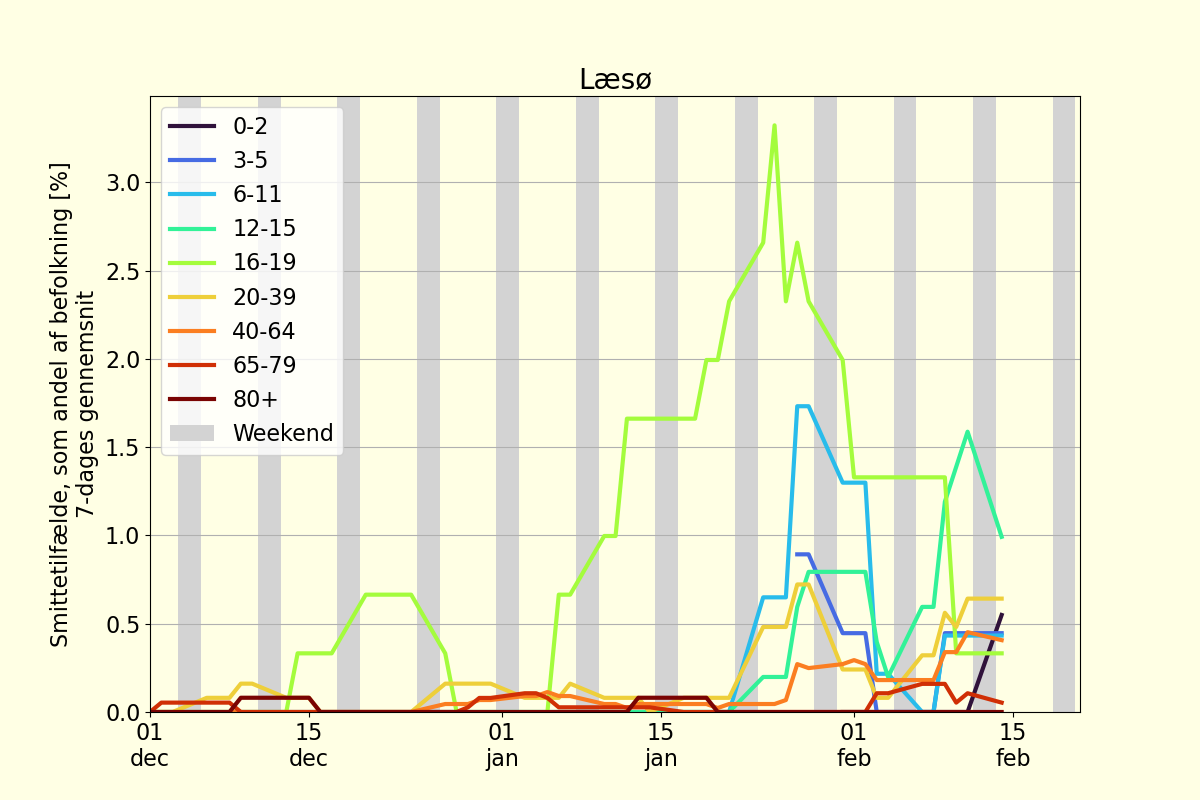 Læsø
Smittetilfælde, som andel af befolkning [%]
7-dages gennemsnit
3.0
2.5
2.0
1.5
1.0
0.5
0.0
0-2
3-5
6-11
12-15
16-19
20-39
40-64
65-79
80+
Weekend
01 15 01 15 01 15
dec dec jan jan feb feb